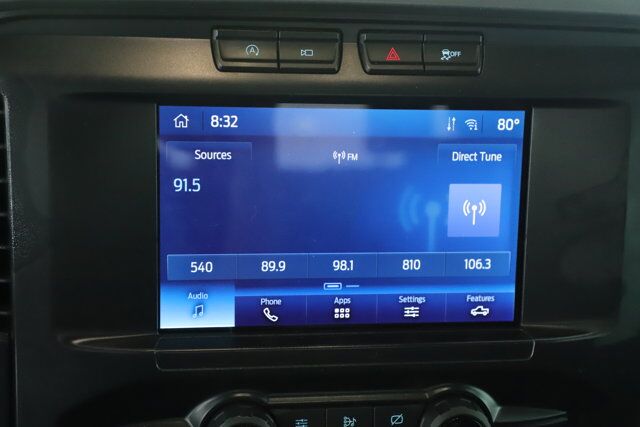 A
OFF
8:32
80°
Sources
FM
Direct Tune
91.5
540 89.9 98.1 810 106.3
Audio Phone Apps Settings Features